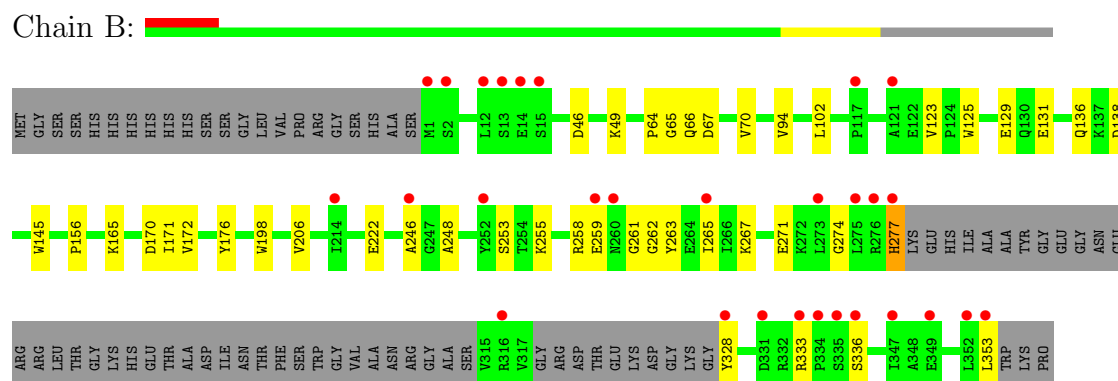 Chain B:
MET GLY SER SER HIS HIS HIS HIS HIS HIS SER SER GLY LEU VAL PRO ARG GLY SER HIS ALA SER M1 S2 L12 S13 E14 S15 D46 K49 P64 G65 Q66 D67 V70 V94 L102 P117 A121 E122 V123 P124 W125 E129 Q130 E131 Q136 K137 D138
W145 P156 K165 D170 I171 V172 Y176 W198 V206 I214 E222 A246 G247 A248 Y252 S253 T254 K255 R258 E259 N260 G261 G262 Y263 E264 I265 I266 K267 E271 K272 L273 G274 L275 R276 H277 LYS GLU HIS ILE ALA ALA TYR GLY GLU GLY ASN GLU
ARG ARG LEU THR GLY LYS HIS GLU THR ALA ASP ILE ASN THR PHE SER TRP GLY VAL ALA ASN ARG GLY ALA SER V315 R316 V317 GLY ARG ASP THR GLU LYS ASP GLY LYS GLY Y328 D331 R332 R333 P334 S335 S336 I347 A348 E349 L352 L353 TRP LYS PRO